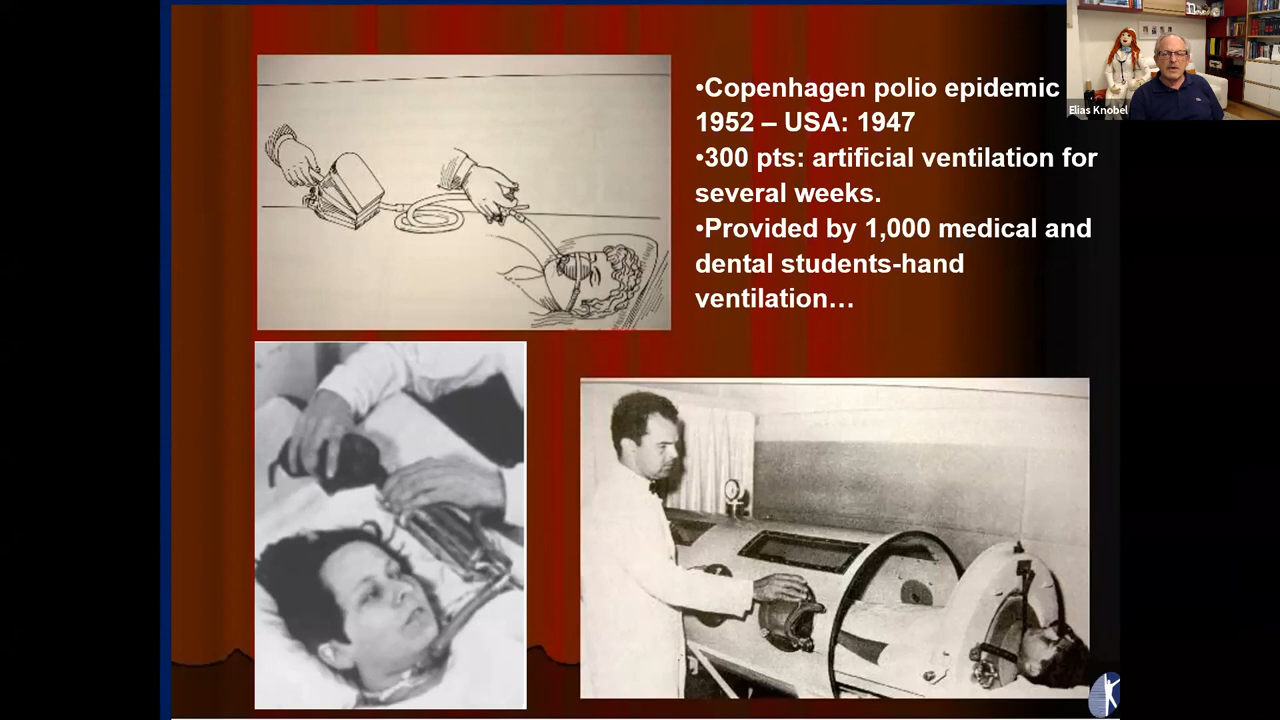 •Copenhagen polio epidemic
1952 – USA: 1947
•300 pts: artificial ventilation for
several weeks.
•Provided by 1,000 medical and
dental students-hand
ventilation…
Elias Knobel